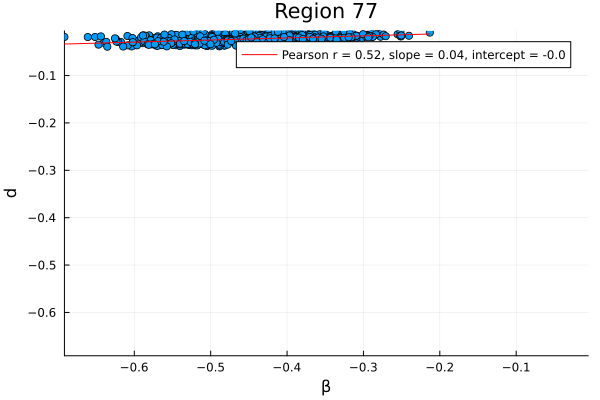 Region 77
Pearson r = 0.52, slope = 0.04, intercept = -0.0
−0.1
−0.2
−0.3
−0.4
−0.5
−0.6
d
−0.6 −0.5 −0.4 −0.3 −0.2 −0.1
β